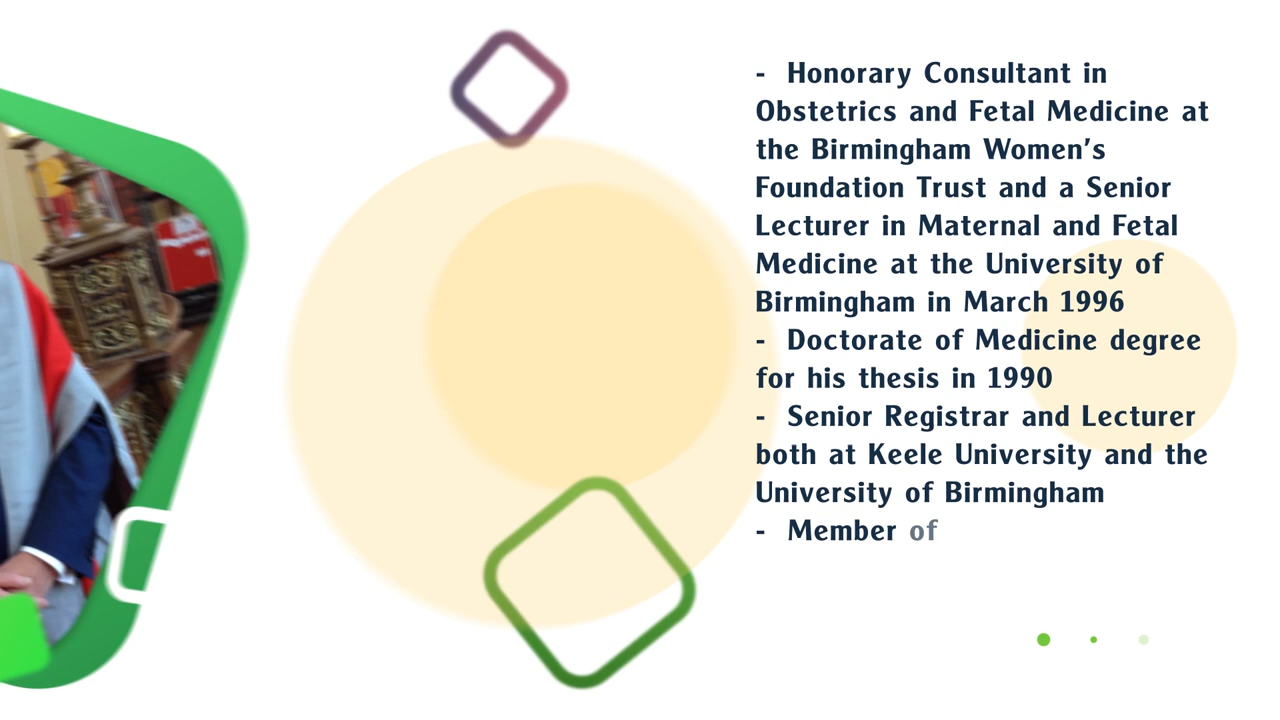 - Honorary Consultant in
Obstetrics and Fetal Medicine at
the Birmingham Women's
Foundation Trust and a Senior
Lecturer in Maternal and Fetal
Medicine at the University of
Birmingham in March 1996
- Doctorate of Medicine degree
for his thesis in 1990
- Senior Registrar and Lecturer
both at Keele University and the
University of Birmingham
- Member of